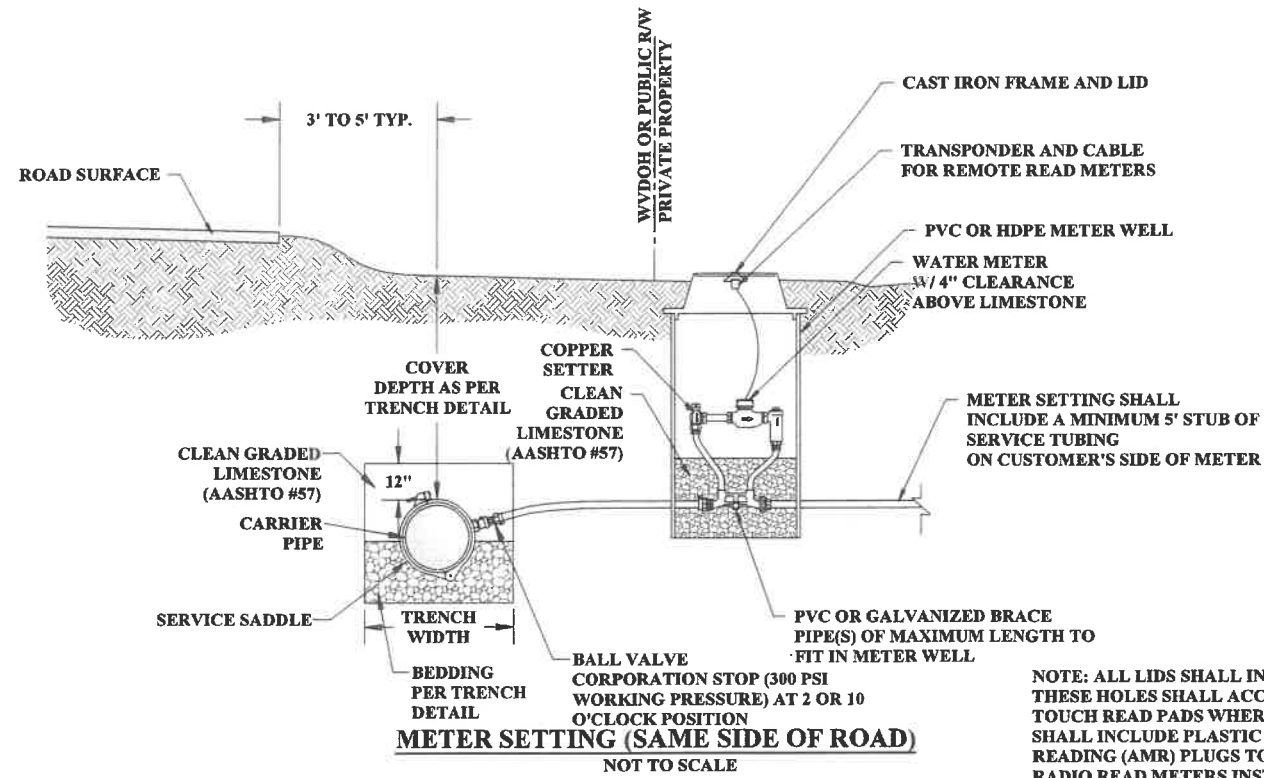 WVDOH OR PUBLIC R/W
PRIVATE PROPERTY
3' TO 5' TYP.
ROAD SURFACE
CAST IRON FRAME AND LID
TRANSPONDER AND CABLE
FOR REMOTE READ METERS
PVC OR HDPE METER WELL
WATER METER
W/ 4" CLEARANCE
ABOVE LIMESTONE
COPPER
SETTER
CLEAN
GRADED
LIMESTONE
(AASHTO #57)
COVER
DEPTH AS PER
TRENCH DETAIL
METER SETTING SHALL
INCLUDE A MINIMUM 5' STUB OF
SERVICE TUBING
ON CUSTOMER'S SIDE OF METER
CLEAN GRADED
LIMESTONE
(AASHTO #57)
12"
CARRIER
PIPE
SERVICE SADDLE
TRENCH
WIDTH
BEDDING
PER TRENCH
DETAIL
BALL VALVE
CORPORATION STOP (300 PSI
WORKING PRESSURE) AT 2 OR 10
O'CLOCK POSITION
PVC OR GALVANIZED BRACE
PIPE(S) OF MAXIMUM LENGTH TO
FIT IN METER WELL
METER SETTING (SAME SIDE OF ROAD)
NOT TO SCALE
NOTE: ALL LIDS SHALL IN
THESE HOLES SHALL ACC
TOUCH READ PADS WHER
SHALL INCLUDE PLASTIC
READING (AMR) PLUGS TO
RADIO READ METERS INS